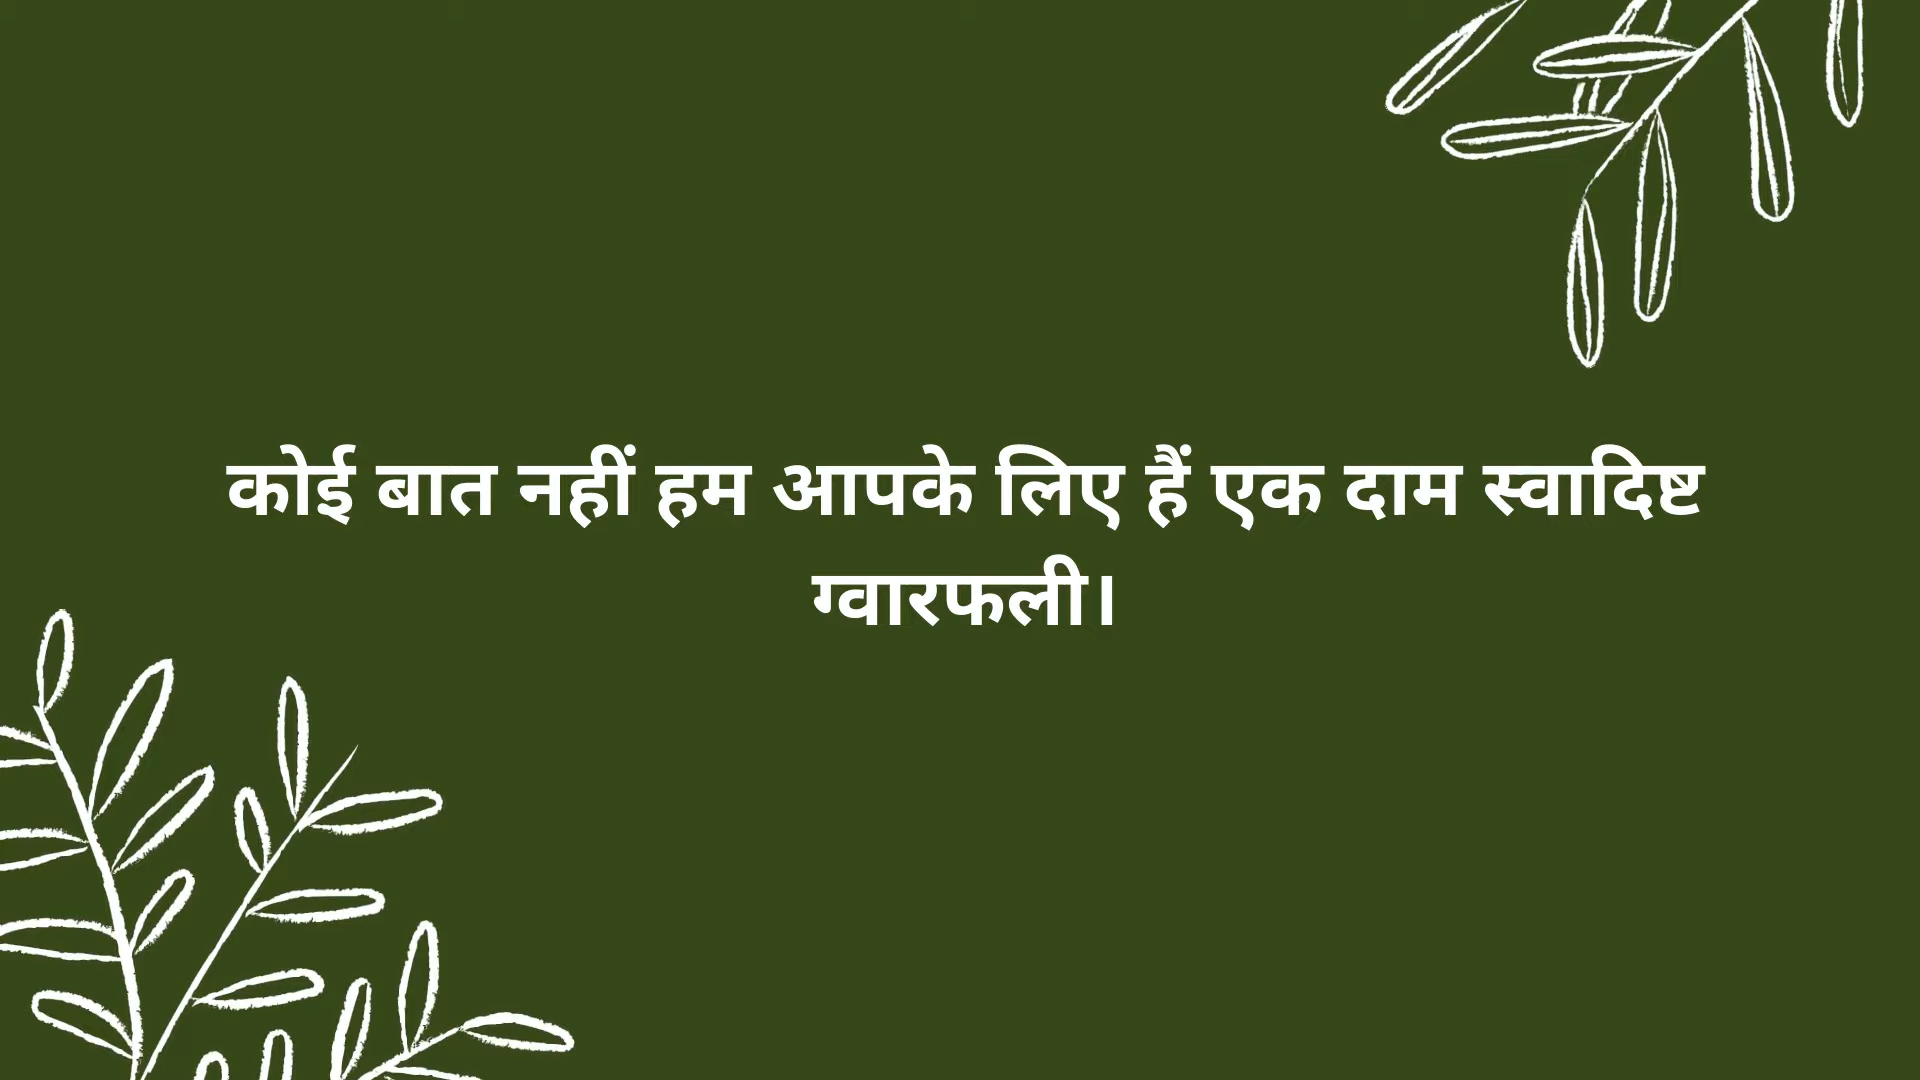 कोई बात नहीं हम आपके लिए हैं एक दाम स्वादिष्ट
ग्वारफली।